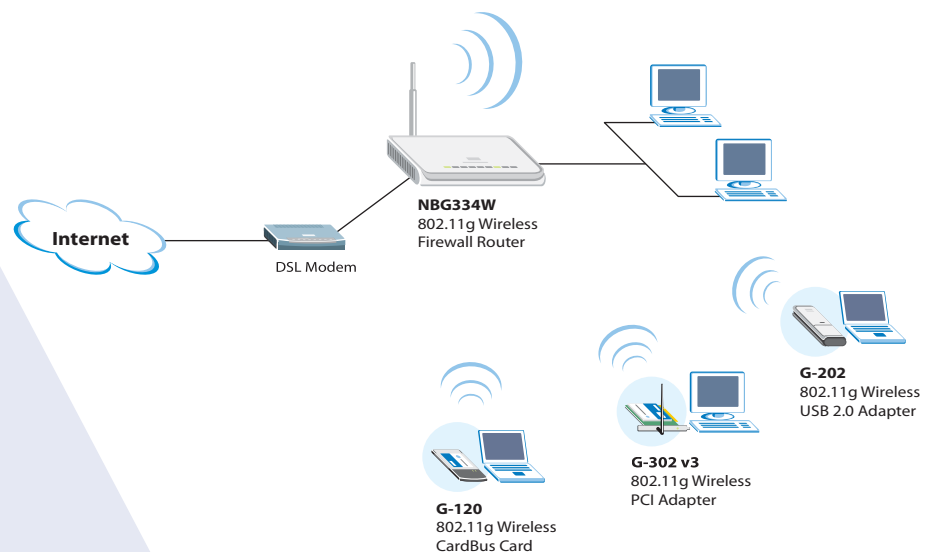 NBG334W
802.11g Wireless
Firewall Router
Internet
DSL Modem
G-202
802.11g Wireless
USB 2.0 Adapter
G-302 v3
802.11g Wireless
PCI Adapter
G-120
802.11g Wireless
CardBus Card